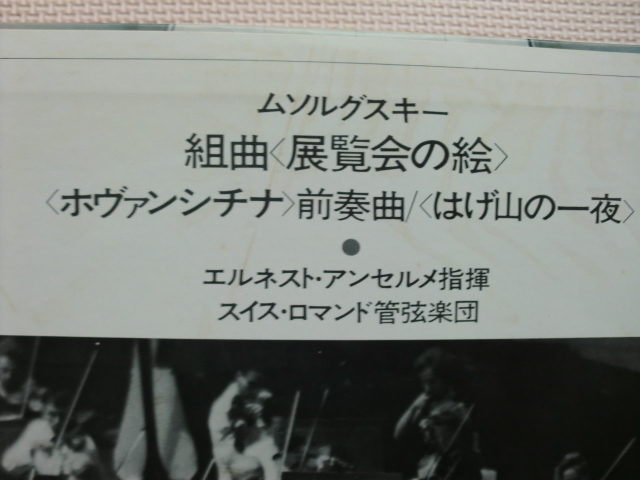 ムソルグスキー
組曲〈展覧会の絵〉
〈ホヴァンシチナ〉前奏曲/〈はげ山の一夜〉
●
エルネスト・アンセルメ指揮
スイス・ロマンド管弦楽団